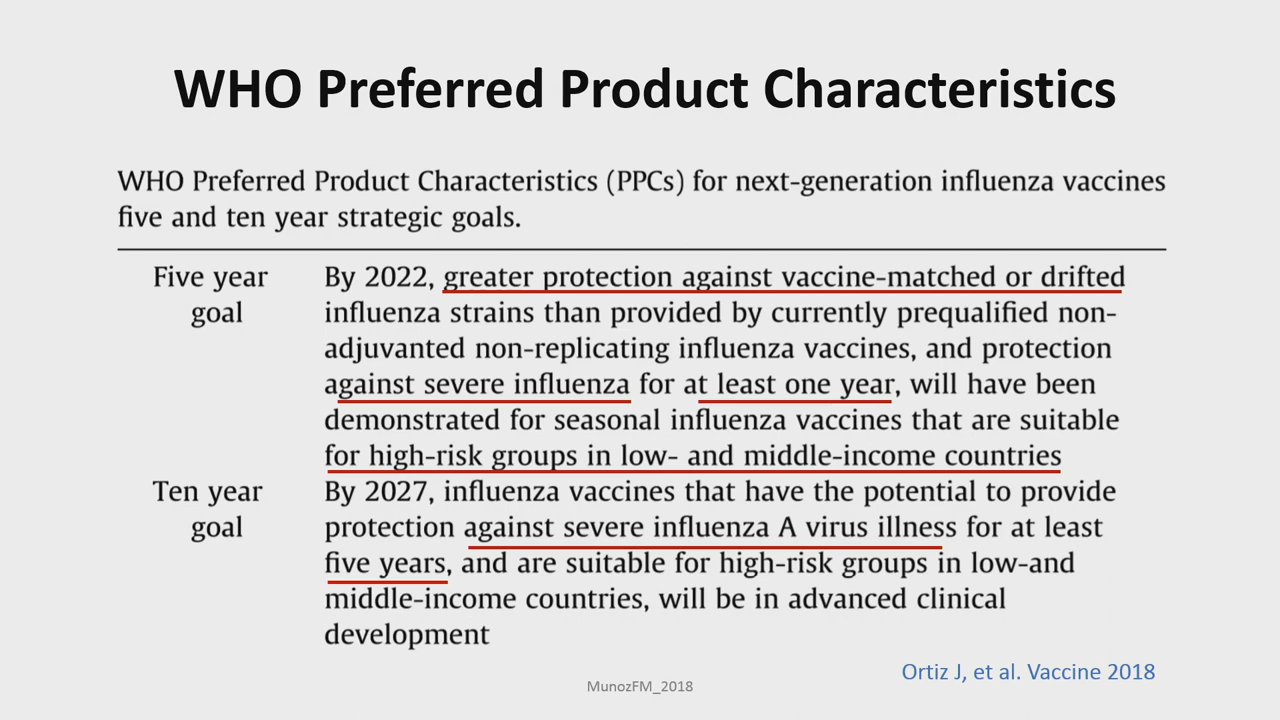 WHO Preferred Product Characteristics
WHO Preferred Product Characteristics (PPCs) for next-generation influenza vaccines
five and ten year strategic goals.
Five year goal
By 2022, greater protection against vaccine-matched or drifted
influenza strains than provided by currently prequalified non-
adjuvanted non-replicating influenza vaccines, and protection
against severe influenza for at least one year, will have been
demonstrated for seasonal influenza vaccines that are suitable
for high-risk groups in low- and middle-income countries
Ten year goal
By 2027, influenza vaccines that have the potential to provide
protection against severe influenza A virus illness for at least
five years, and are suitable for high-risk groups in low-and
middle-income countries, will be in advanced clinical
development
Ortiz J, et al. Vaccine 2018
MunozFM_2018